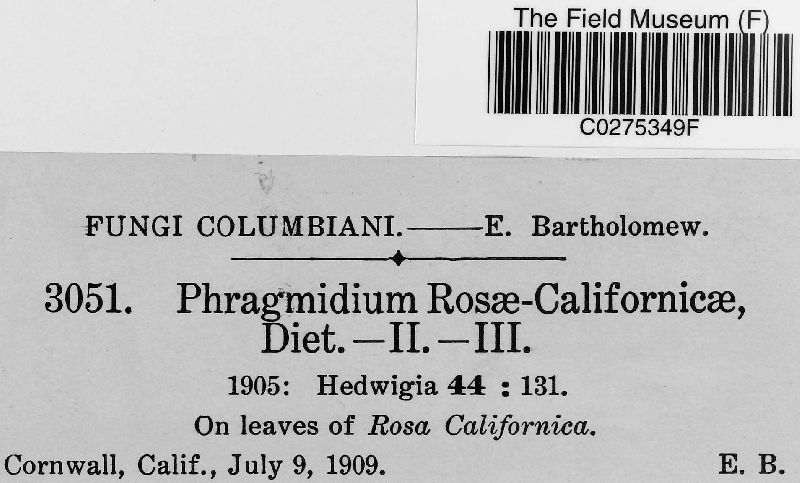 The Field Museum (F)
C0275349F
FUNGI COLUMBIANI.——E. Bartholomew.
3051. Phragmidium Rosæ-Californicæ,
Diet.—II.—III.
1905: Hedwigia 44 : 131.
On leaves of Rosa Californica.
Cornwall, Calif., July 9, 1909. E. B.